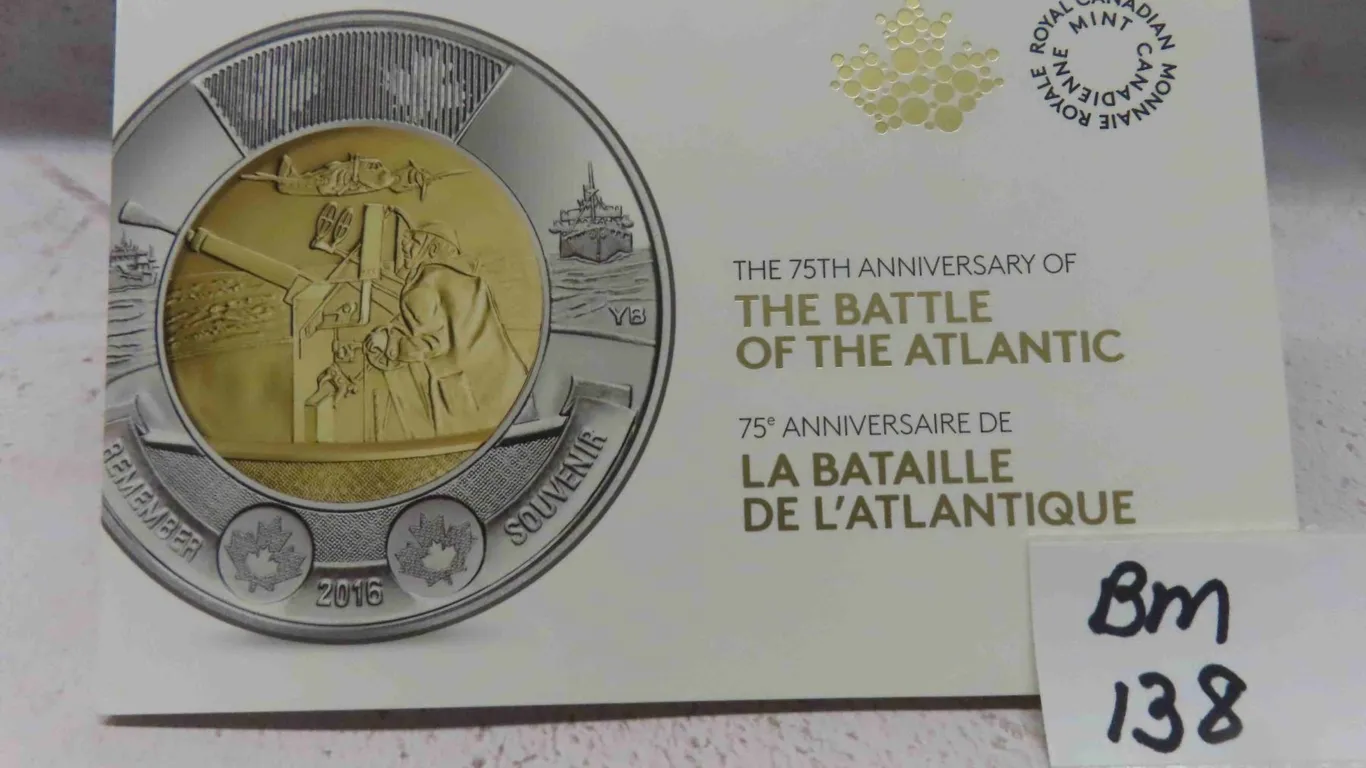 ROYAL CANADIAN MINT
MONNAIE ROYALE CANADIENNE
THE 75TH ANNIVERSARY OF
THE BATTLE
OF THE ATLANTIC
75e ANNIVERSAIRE DE
LA BATAILLE
DE L'ATLANTIQUE
YB
REMEMBER
SOUVENIR
2016
Bm
138